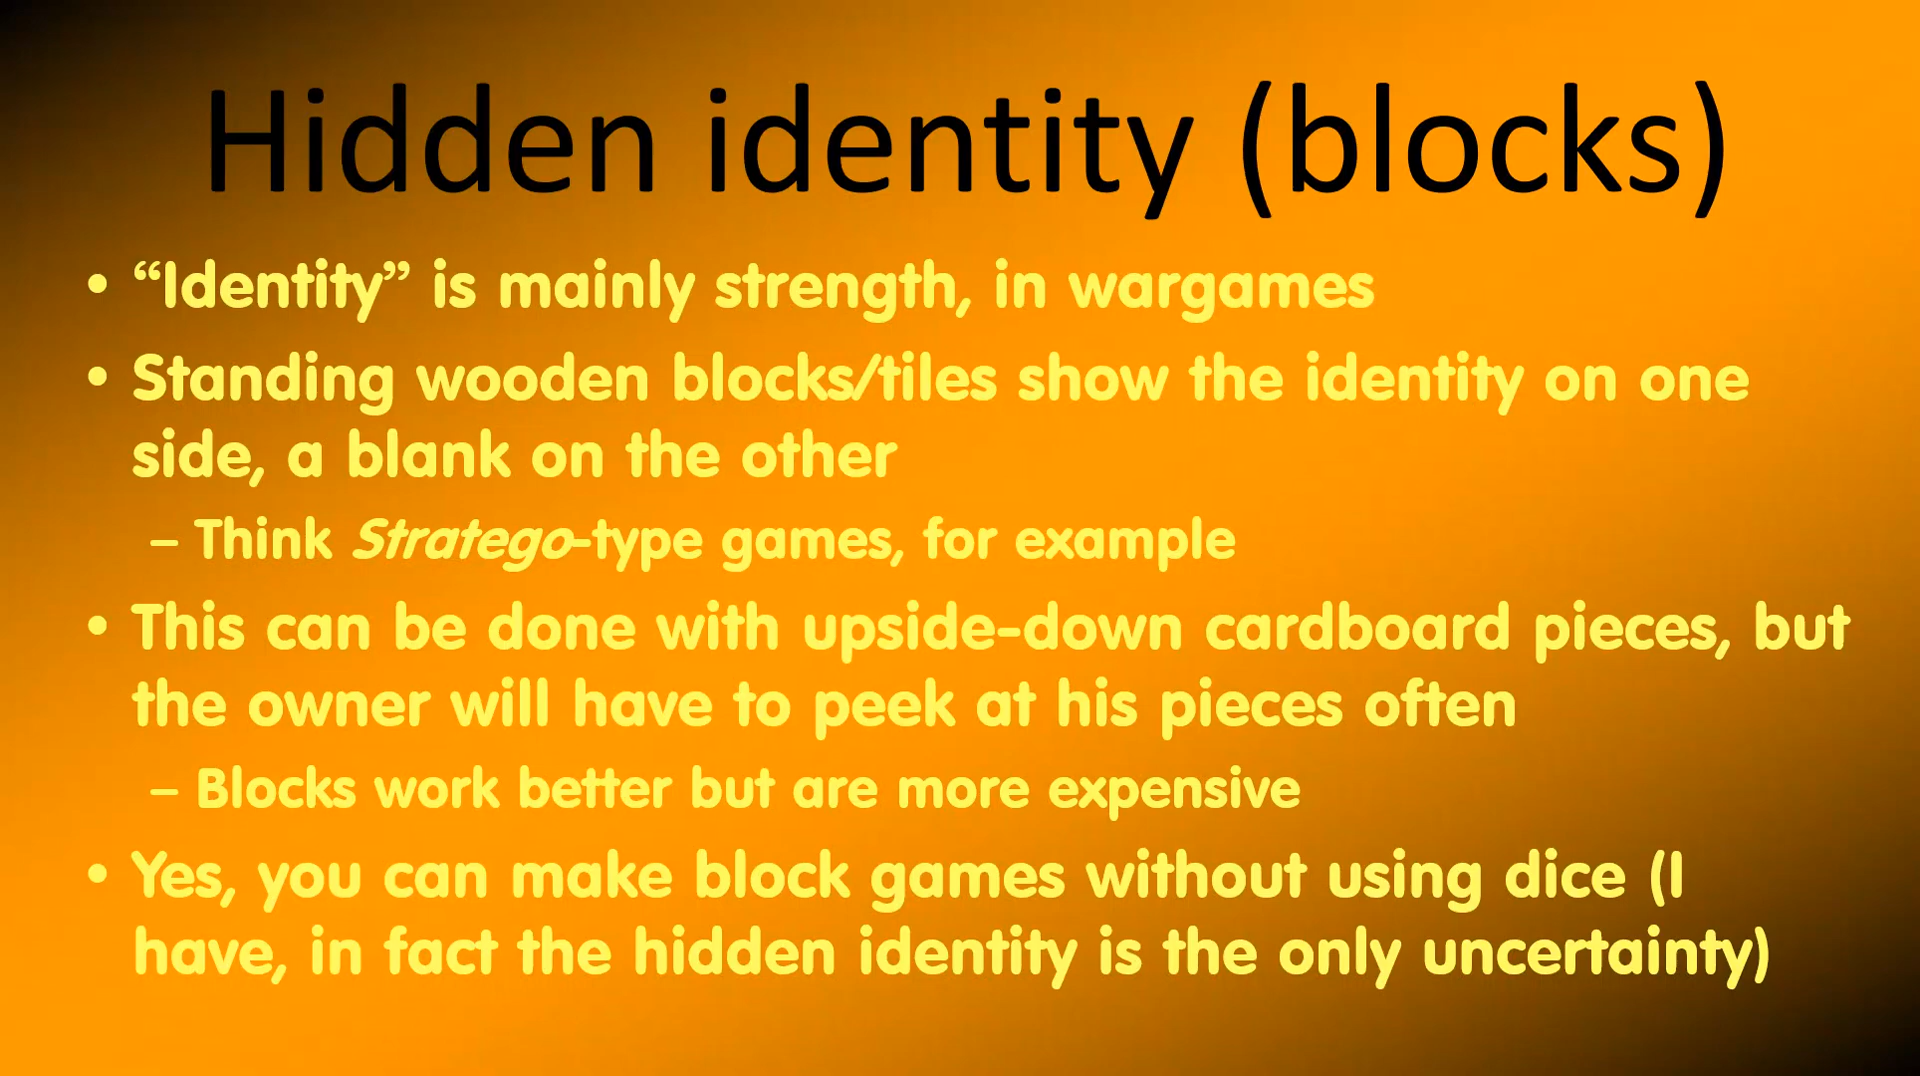 Hidden identity (blocks)
• “Identity” is mainly strength, in wargames
• Standing wooden blocks/tiles show the identity on one
side, a blank on the other
– Think Stratego-type games, for example
• This can be done with upside-down cardboard pieces, but
the owner will have to peek at his pieces often
– Blocks work better but are more expensive
• Yes, you can make block games without using dice (I
have, in fact the hidden identity is the only uncertainty)